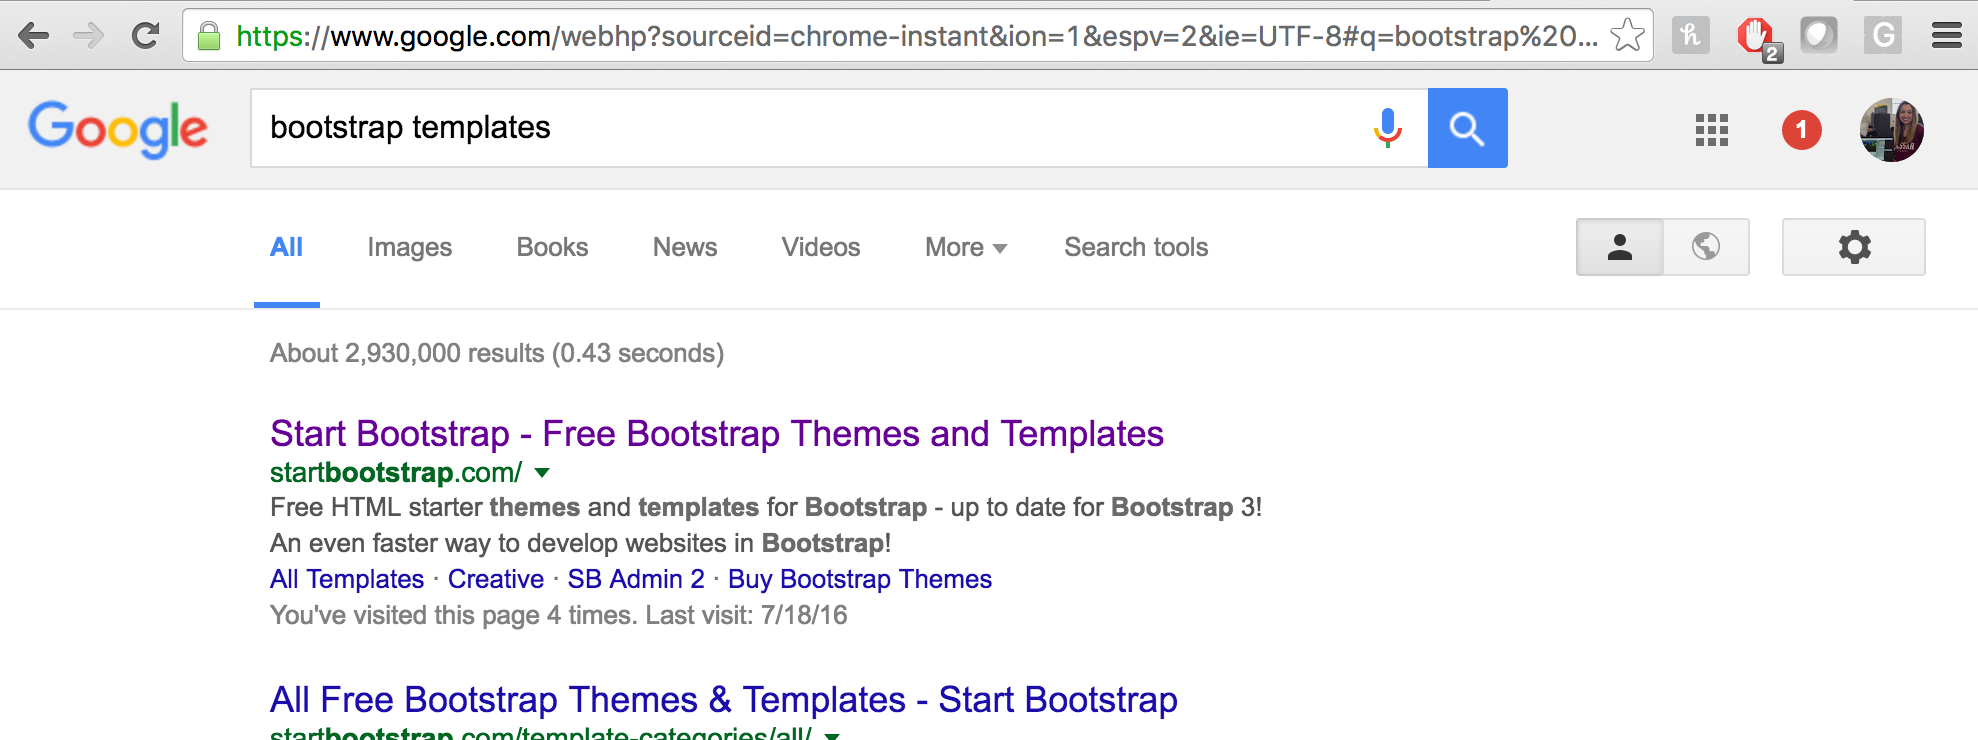 https://www.google.com/webhp?sourceid=chrome-instant&ion=1&espv=2&ie=UTF-8#q=bootstrap%20...
h
2
G
Google
bootstrap templates
1
All
Images
Books
News
Videos
More
Search tools
About 2,930,000 results (0.43 seconds)
Start Bootstrap - Free Bootstrap Themes and Templates
startbootstrap.com/
Free HTML starter themes and templates for Bootstrap - up to date for Bootstrap 3!
An even faster way to develop websites in Bootstrap!
All Templates · Creative · SB Admin 2 · Buy Bootstrap Themes
You've visited this page 4 times. Last visit: 7/18/16
All Free Bootstrap Themes & Templates - Start Bootstrap
startbootstrap.com/template-categories/all/